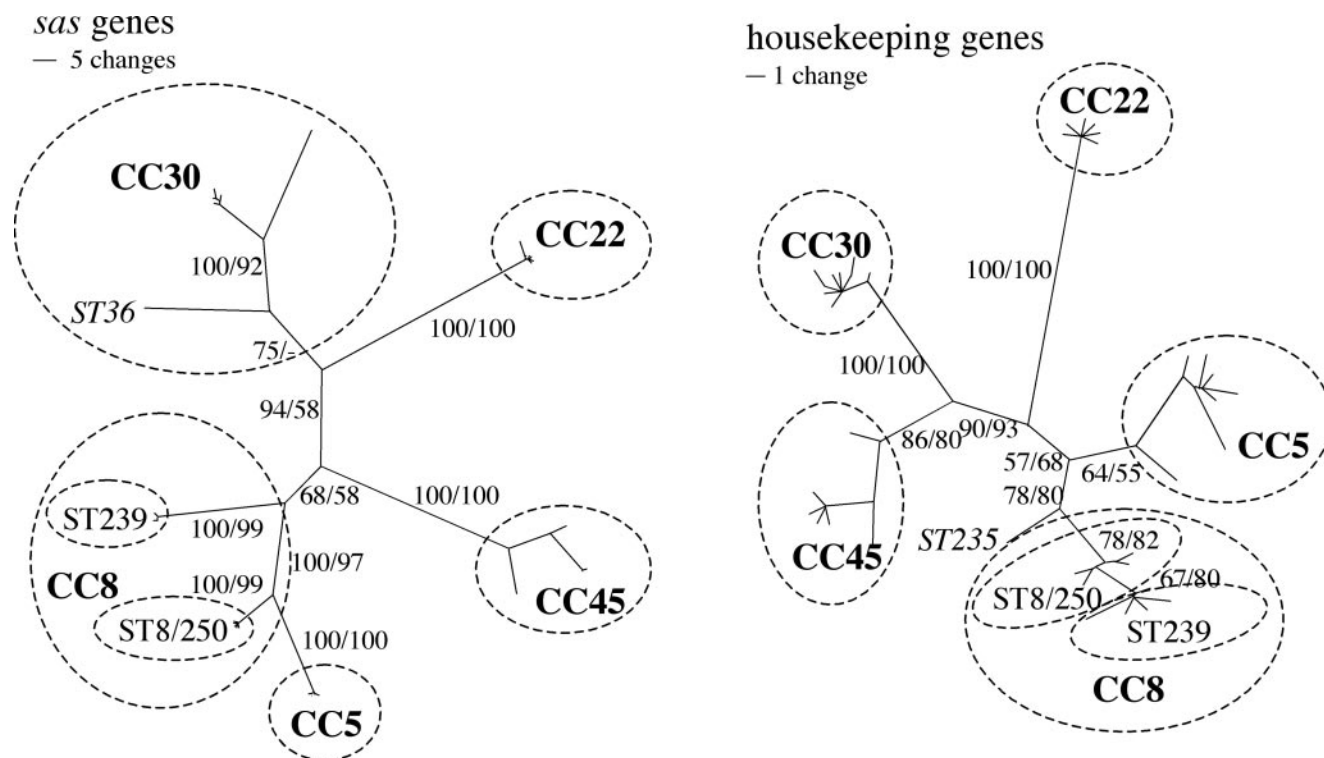 sas genes
— 5 changes
CC30
100/92
ST36
75/-
CC22
100/100
94/58
68/58
100/100
ST239
100/99
100/97
CC8
100/99
ST8/250
100/100
CC45
CC5
housekeeping genes
— 1 change
CC22
CC30
100/100
100/100
86/80
90/93
57/68
64/55
CC5
78/80
CC45
ST235
78/82
ST8/250
67/80
ST239
CC8